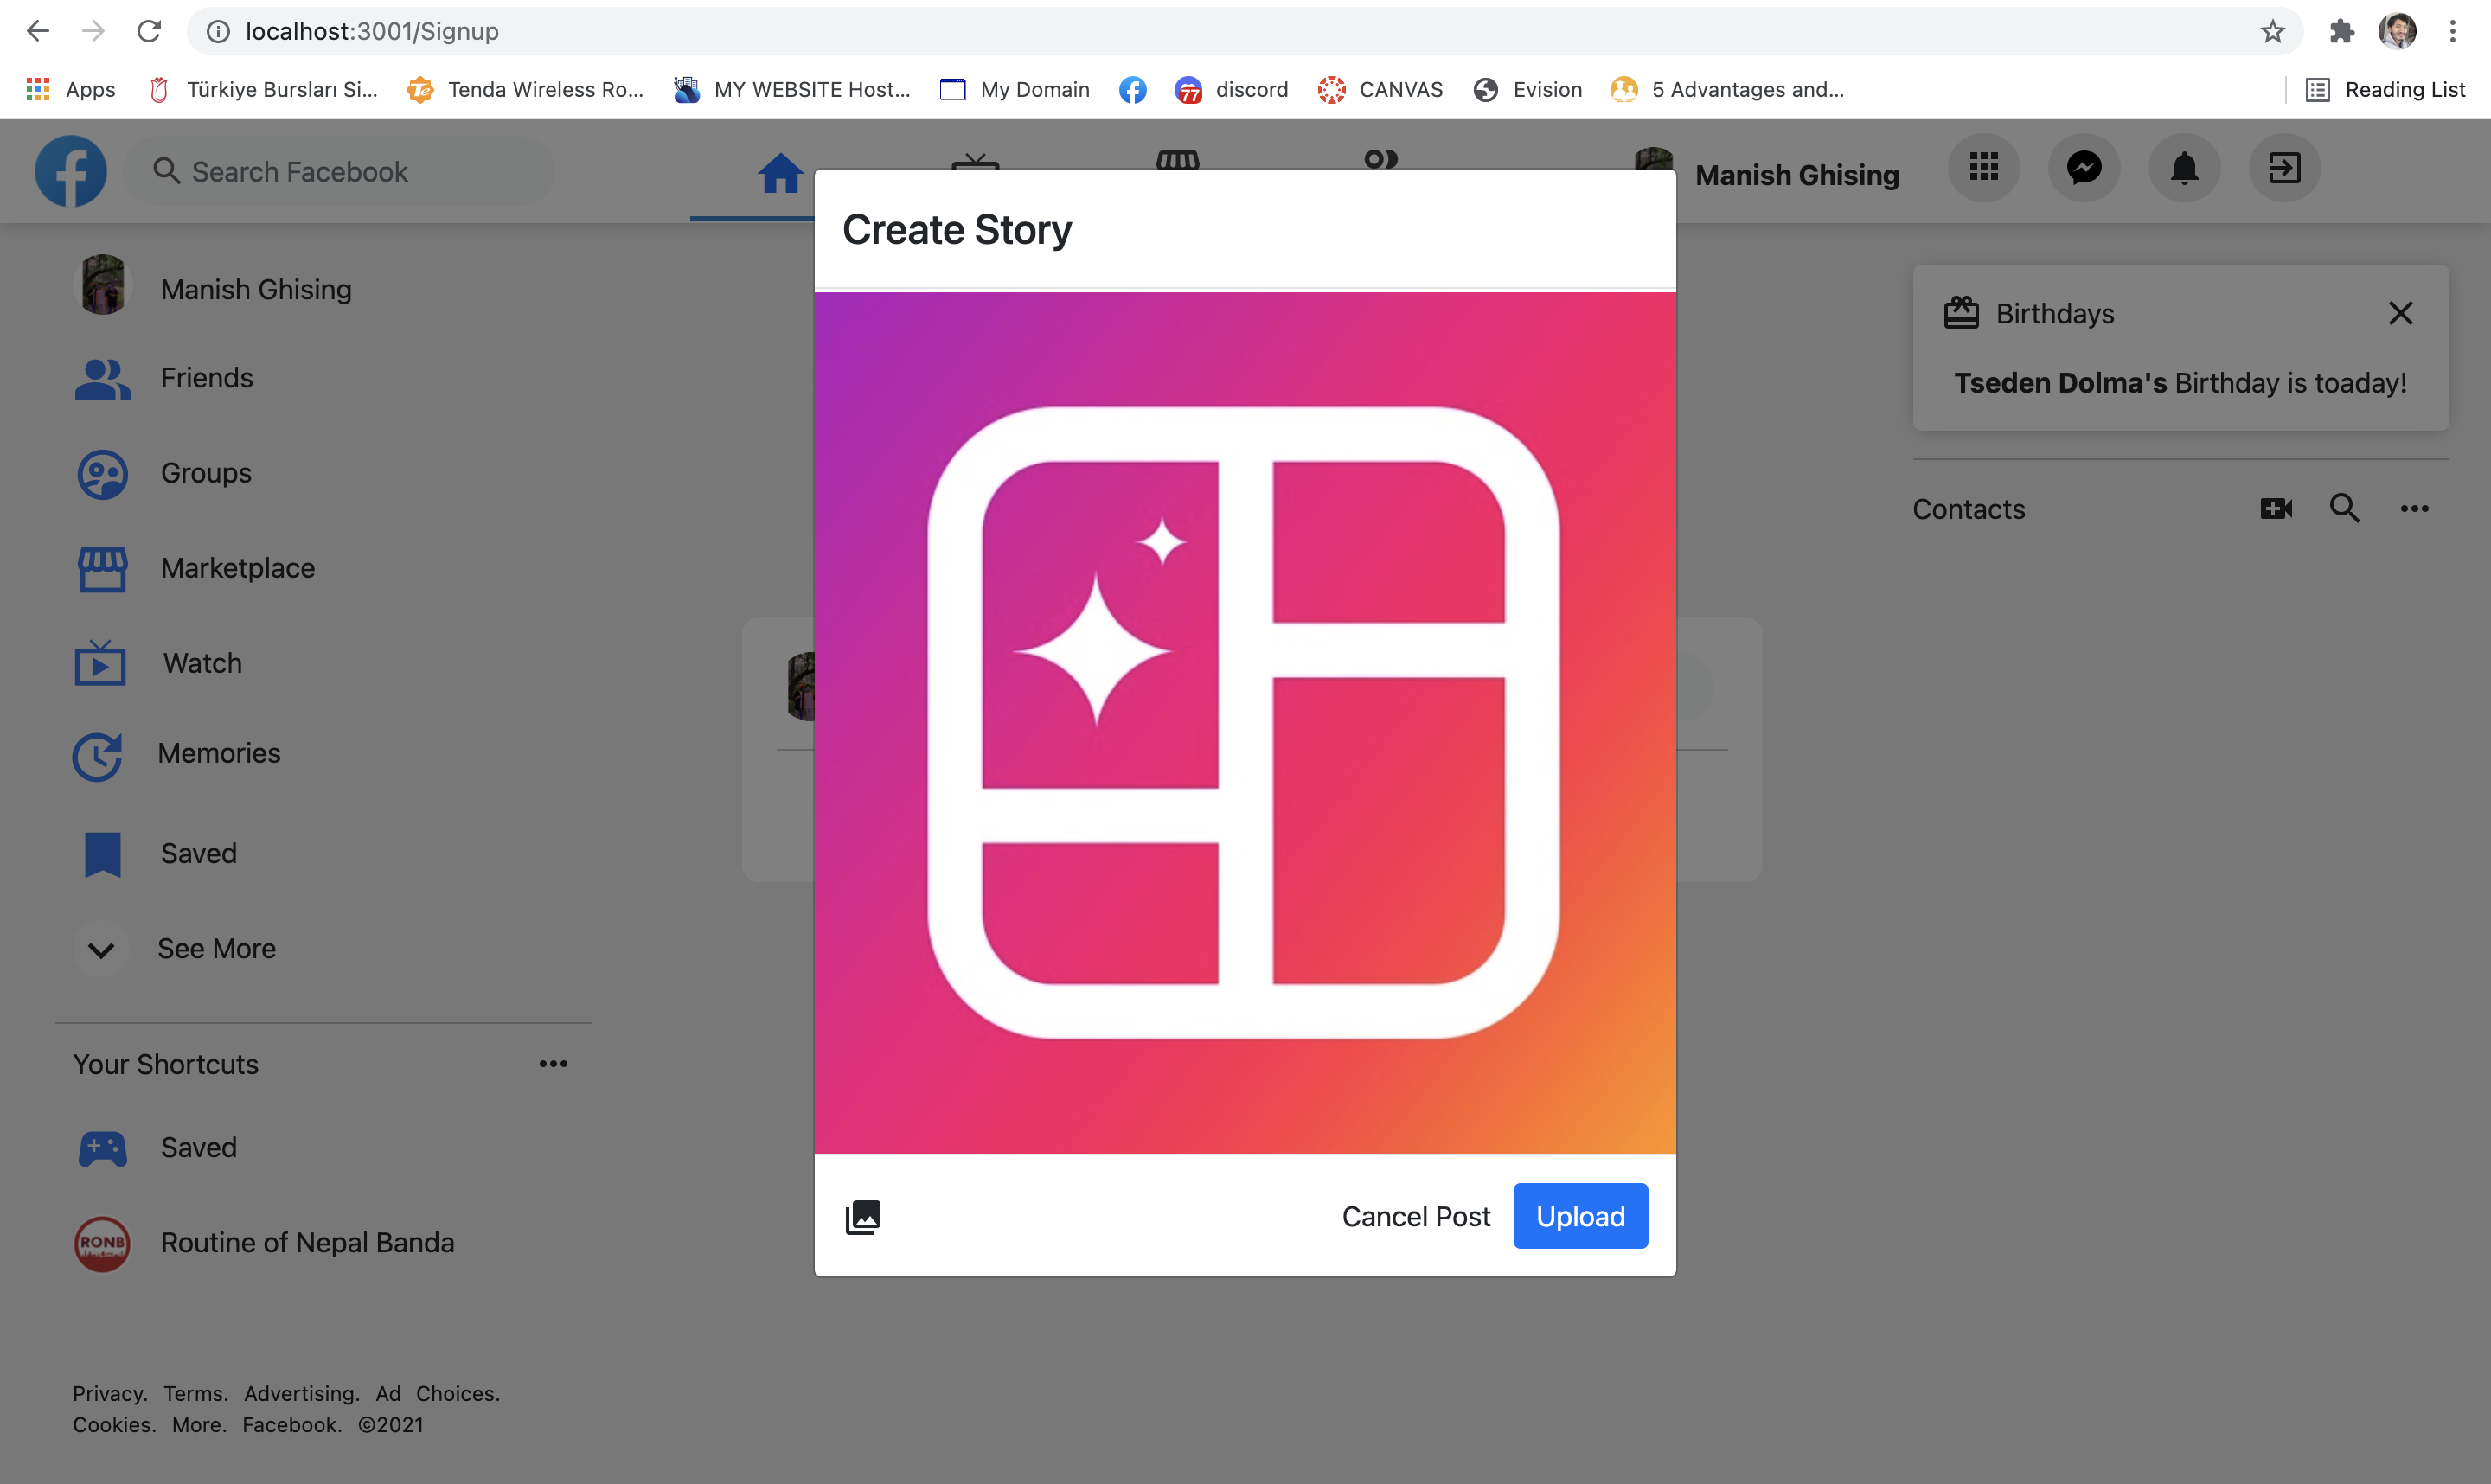 localhost:3001/Signup
Apps
Türkiye Bursları Si...
Tenda Wireless Ro...
MY WEBSITE Host...
My Domain
77
discord
CANVAS
Evision
5 Advantages and...
Reading List
Search Facebook
Manish Ghising
Create Story
Manish Ghising
Friends
Groups
Marketplace
Watch
Memories
Saved
See More
Your Shortcuts
Saved
RONB
Routine of Nepal Banda
Privacy. Terms. Advertising. Ad Choices.
Cookies. More. Facebook. ©2021
Cancel Post
Upload
Birthdays
Tseden Dolma's Birthday is toaday!
Contacts